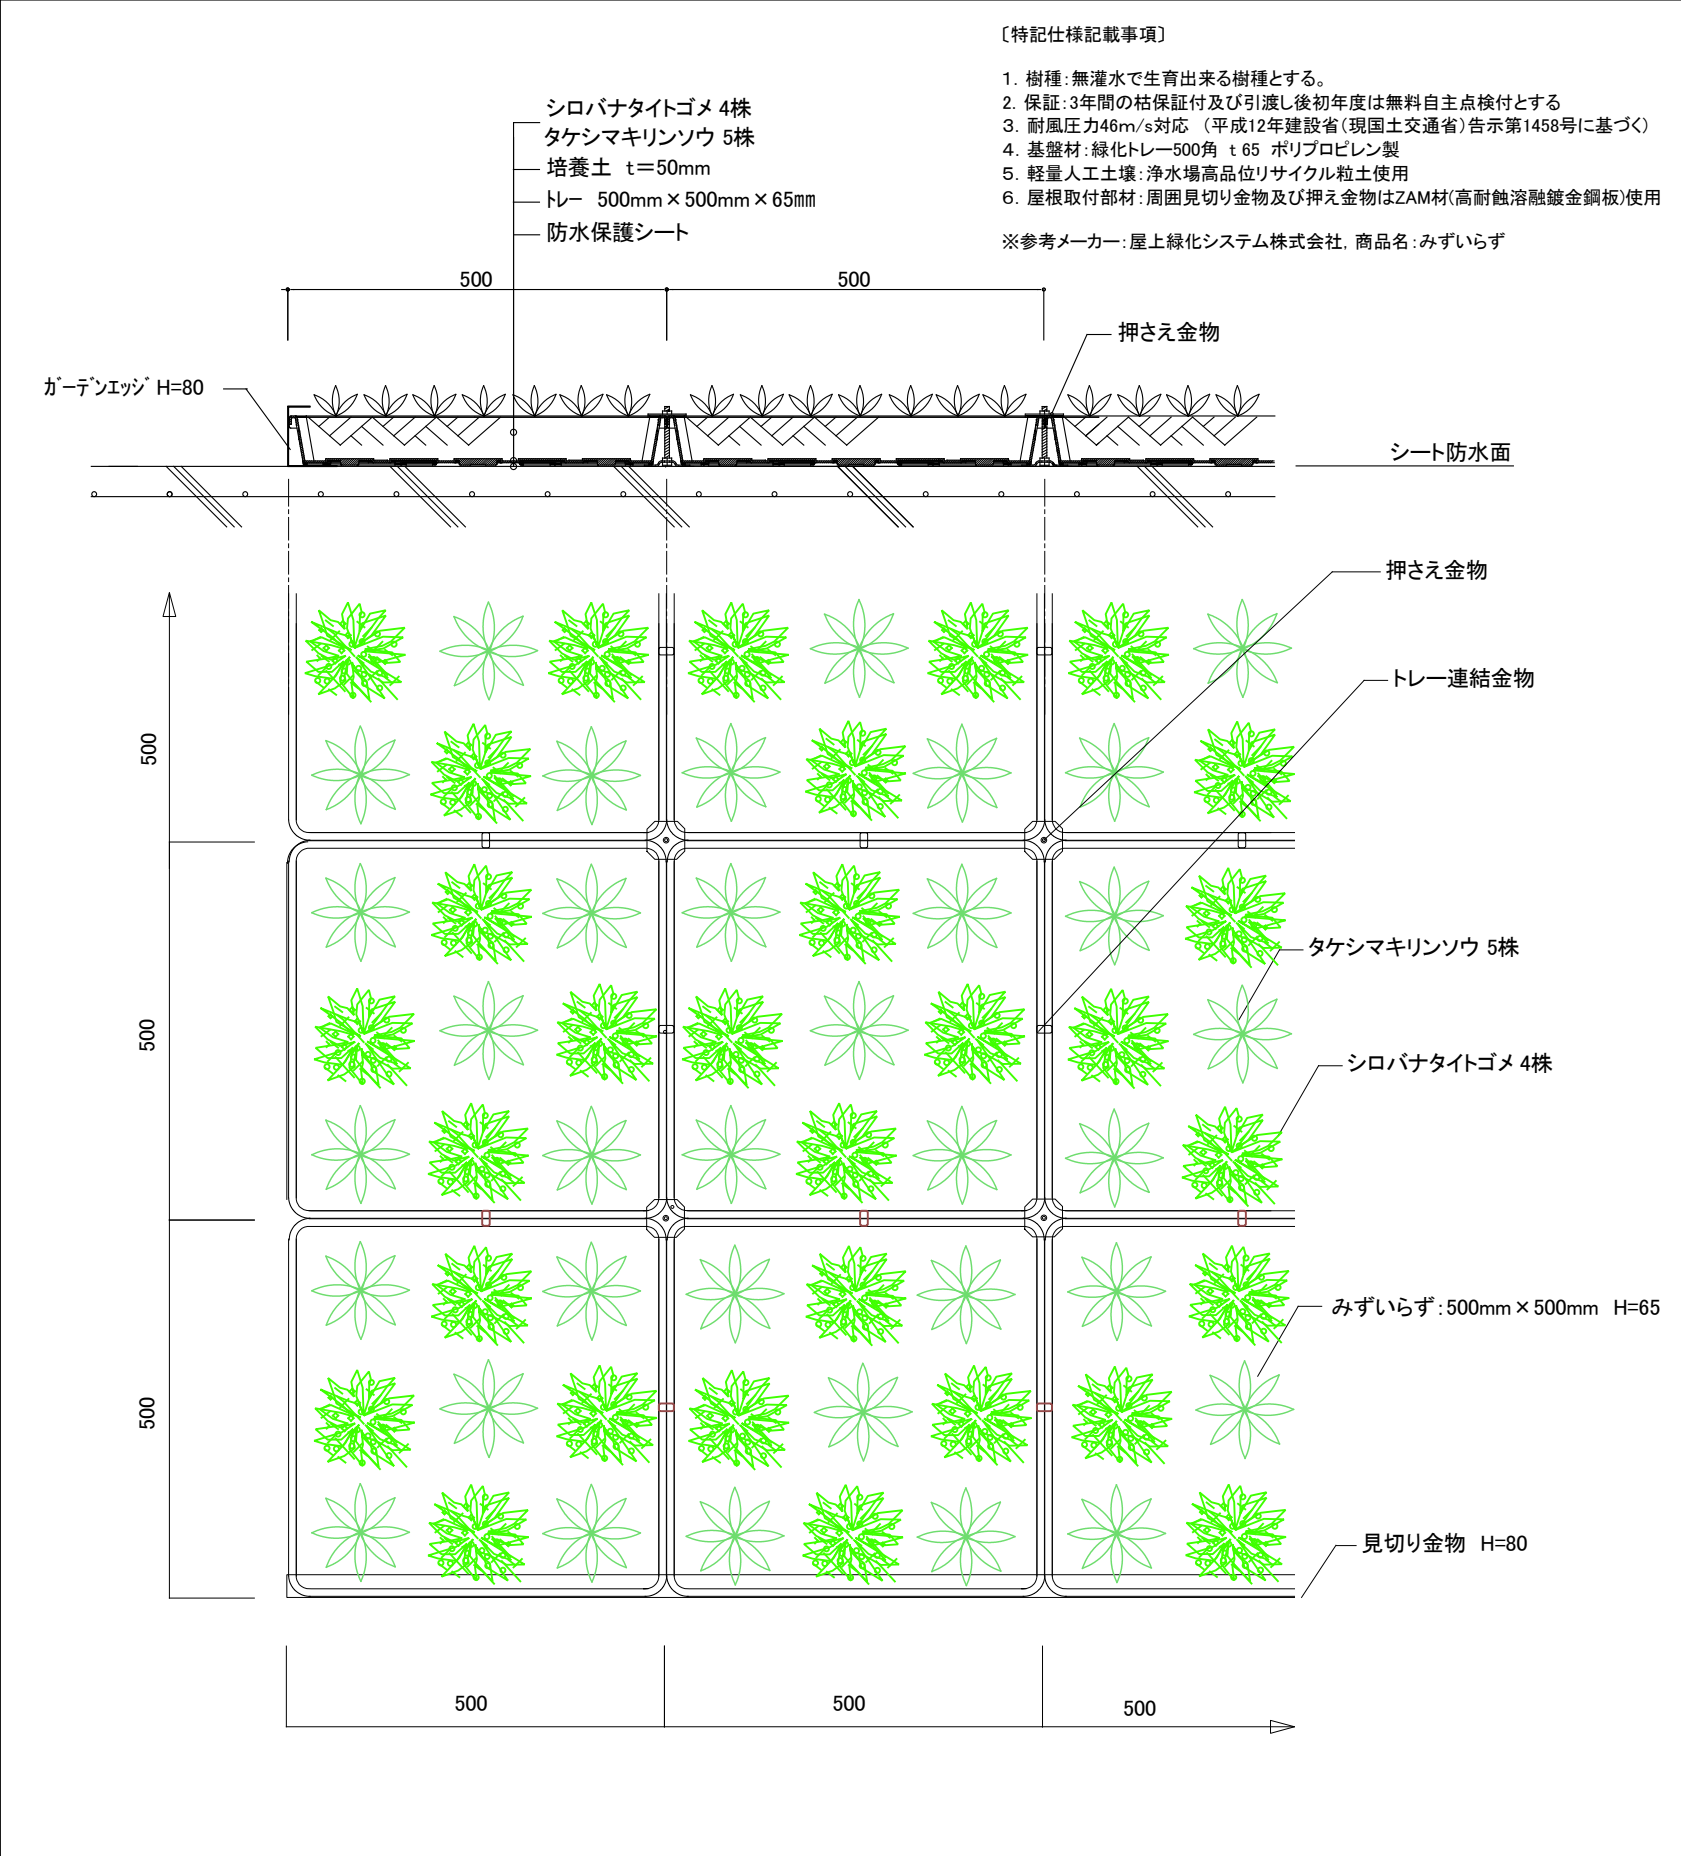 〔特記仕様記載事項〕
1. 樹種：無灌水で生育出来る樹種とする。
2. 保証：3年間の枯保証付及び引渡し後初年度は無料自主点検付とする
3. 耐風圧力46m/s対応 （平成12年建設省（現国土交通省）告示第1458号に基づく）
4. 基盤材：緑化トレー500角 t 65 ポリプロピレン製
5. 軽量人工土壌：浄水場高品位リサイクル粒土使用
6. 屋根取付部材：周囲見切り金物及び押え金物はZAM材(高耐蝕溶融鍍金鋼板)使用
※参考メーカー：屋上緑化システム株式会社, 商品名：みずいらず
シロバナタイトゴメ 4株
タケシマキリンソウ 5株
培養土 t＝50mm
トレー 500mm×500mm×65mm
防水保護シート
500
500
押さえ金物
ｶﾞｰﾃﾞﾝｴｯｼﾞ H=80
シート防水面
押さえ金物
トレー連結金物
500
タケシマキリンソウ 5株
500
シロバナタイトゴメ 4株
みずいらず：500mm×500mm H=65
500
見切り金物 H=80
500
500
500